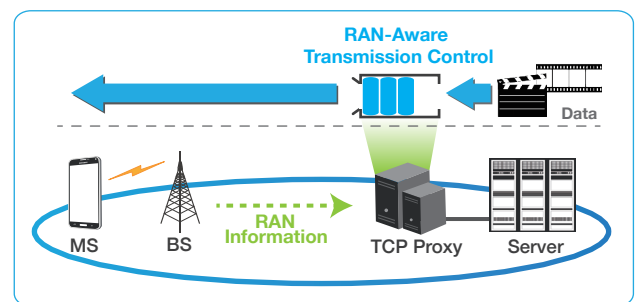 RAN-Aware
Transmission Control
Data
RAN
Information
MS
BS
TCP Proxy
Server